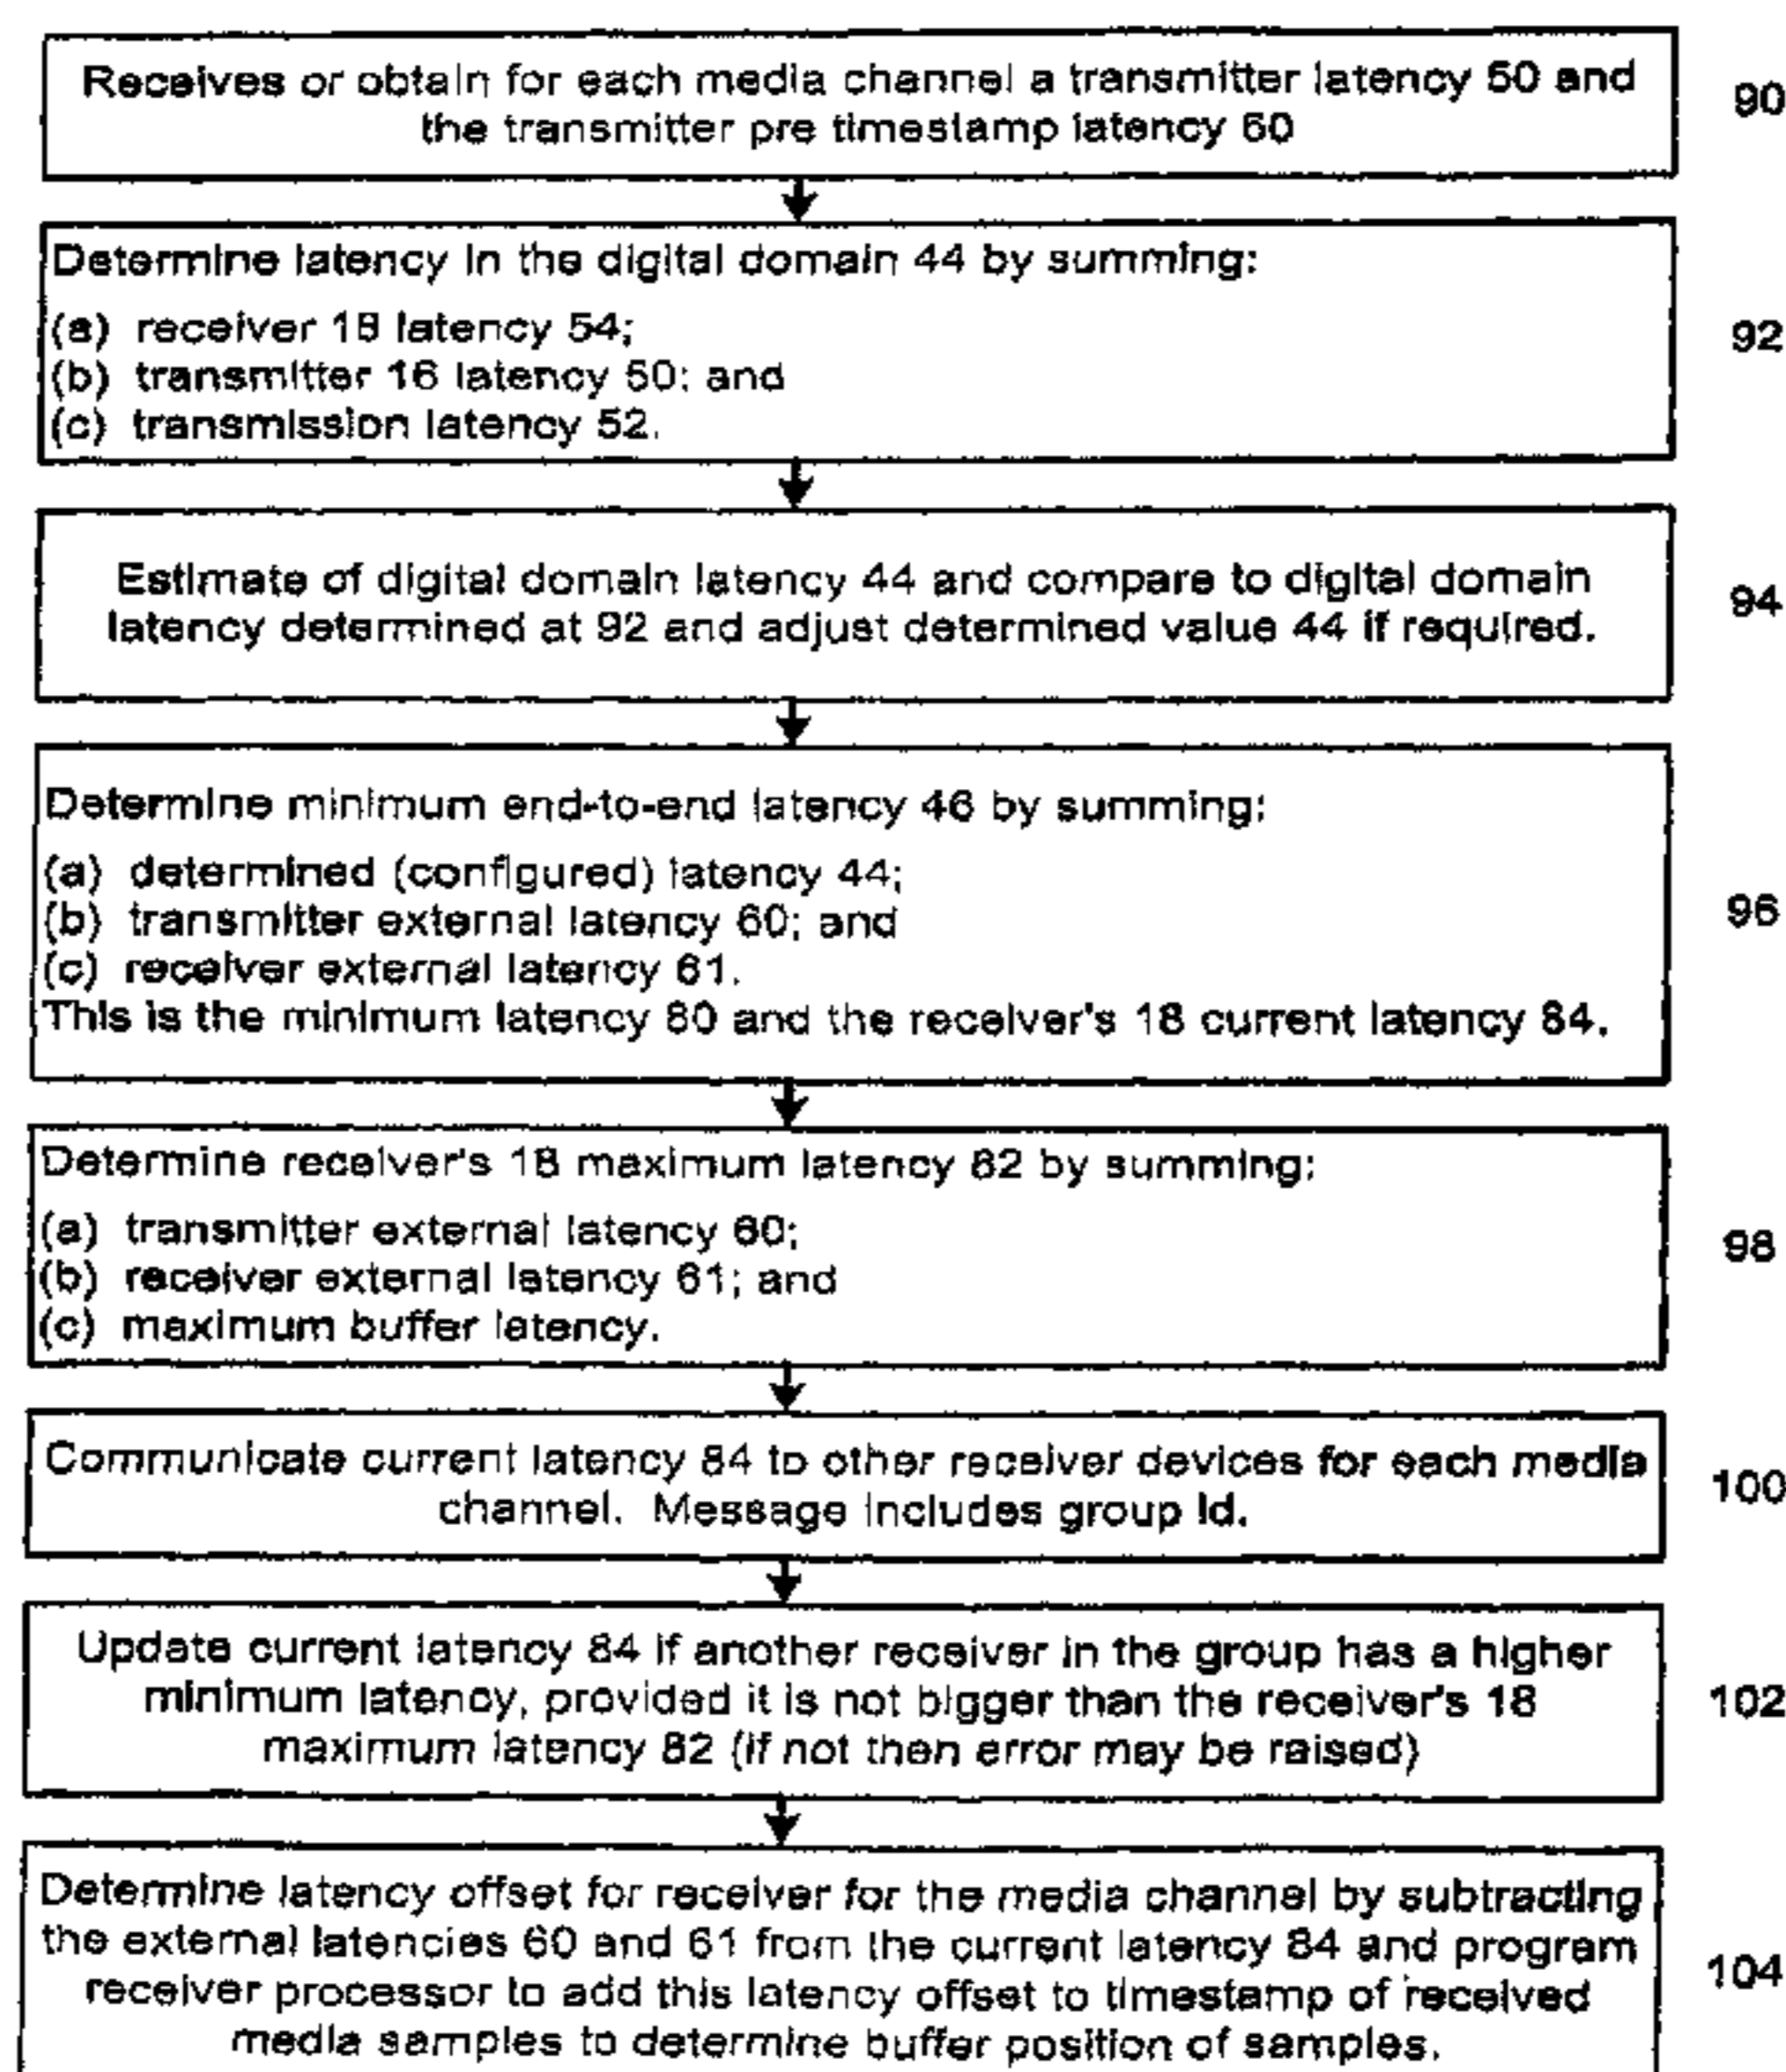 Receives or obtain for each media channel a transmitter latency 50 and
the transmitter pre timestamp latency 60
90
Determine latency in the digital domain 44 by summing:
(a) receiver 18 latency 54;
(b) transmitter 16 latency 50; and
(c) transmission latency 52.
92
Estimate of digital domain latency 44 and compare to digital domain
latency determined at 92 and adjust determined value 44 if required.
94
Determine minimum end-to-end latency 46 by summing:
(a) determined (configured) latency 44;
(b) transmitter external latency 60; and
(c) receiver external latency 61.
This is the minimum latency 80 and the receiver's 18 current latency 84.
96
Determine receiver's 18 maximum latency 82 by summing:
(a) transmitter external latency 60;
(b) receiver external latency 61; and
(c) maximum buffer latency.
98
Communicate current latency 84 to other receiver devices for each media
channel. Message includes group id.
100
Update current latency 84 if another receiver in the group has a higher
minimum latency, provided it is not bigger than the receiver's 18
maximum latency 82 (if not then error may be raised)
102
Determine latency offset for receiver for the media channel by subtracting
the external latencies 60 and 61 from the current latency 84 and program
receiver processor to add this latency offset to timestamp of received
media samples to determine buffer position of samples.
104